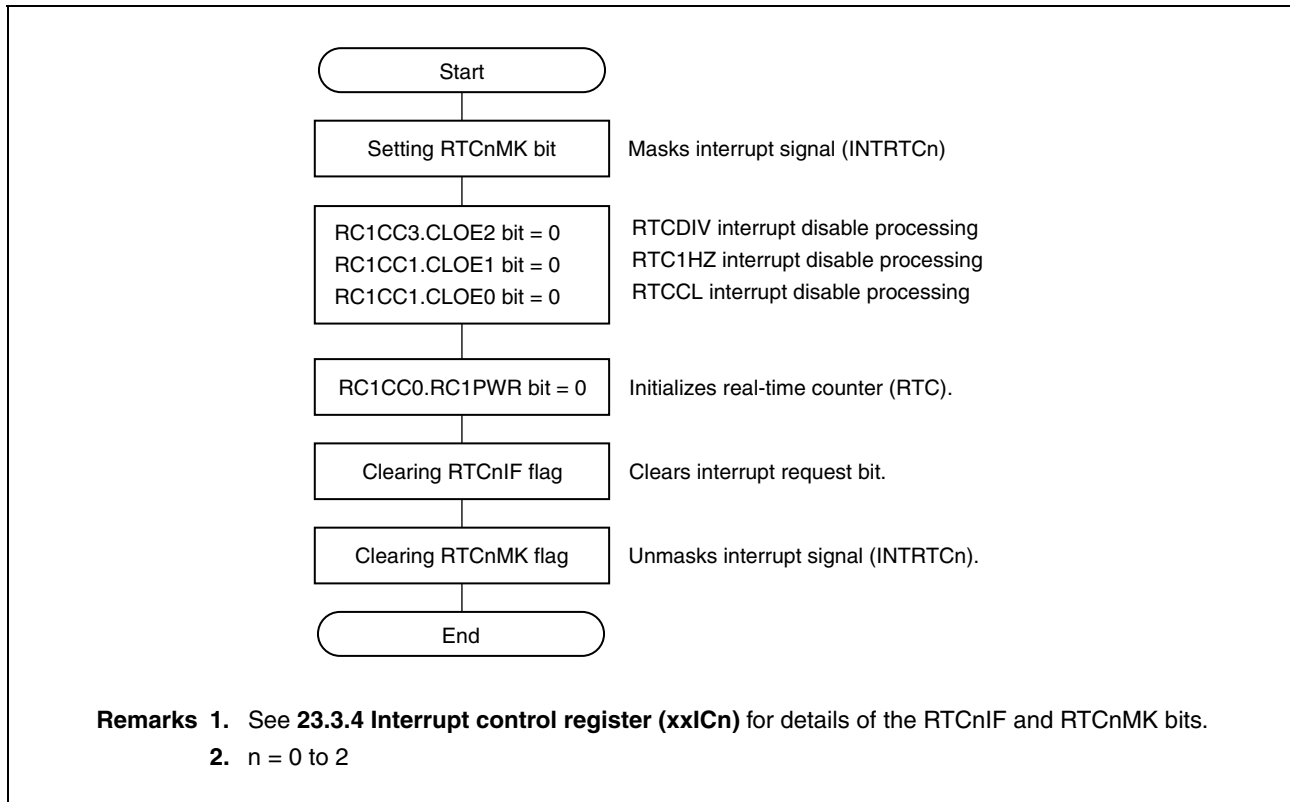 Start
Setting RTCnMK bit Masks interrupt signal (INTRTCn)
RC1CC3.CLOE2 bit = 0 RTCDIV interrupt disable processing
RC1CC1.CLOE1 bit = 0 RTC1HZ interrupt disable processing
RC1CC1.CLOE0 bit = 0 RTCCL interrupt disable processing
RC1CC0.RC1PWR bit = 0 Initializes real-time counter (RTC).
Clearing RTCnIF flag Clears interrupt request bit.
Clearing RTCnMK flag Unmasks interrupt signal (INTRTCn).
End
Remarks 1. See 23.3.4 Interrupt control register (xxICn) for details of the RTCnIF and RTCnMK bits.
2. n = 0 to 2